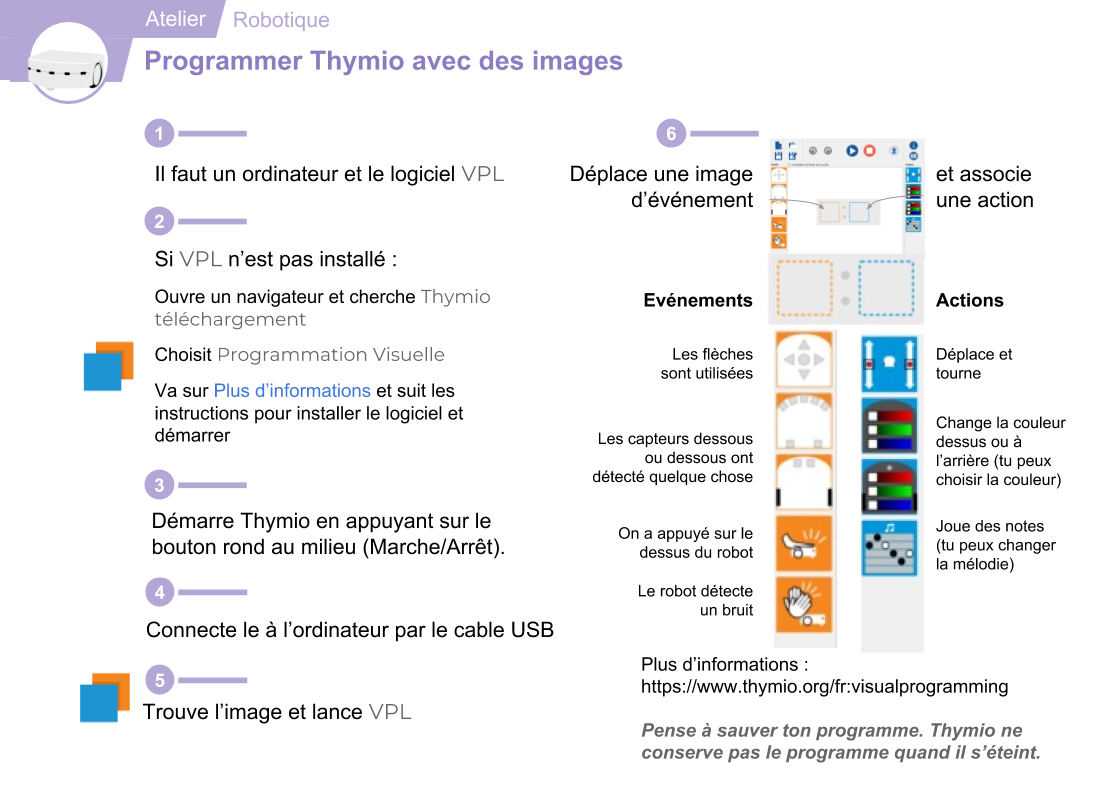 Atelier Robotique
Programmer Thymio avec des images
1
Il faut un ordinateur et le logiciel VPL
2
Si VPL n’est pas installé :
Ouvre un navigateur et cherche Thymio
téléchargement
Choisit Programmation Visuelle
Va sur Plus d’informations et suit les
instructions pour installer le logiciel et
démarrer
3
Démarre Thymio en appuyant sur le
bouton rond au milieu (Marche/Arrêt).
4
Connecte le à l’ordinateur par le cable USB
5
Trouve l’image et lance VPL
6
Déplace une image
d’événement
et associe
une action
Evénements
Actions
Les flèches
sont utilisées
Déplace et
tourne
Les capteurs dessous
ou dessous ont
détecté quelque chose
Change la couleur
dessus ou à
l’arrière (tu peux
choisir la couleur)
On a appuyé sur le
dessus du robot
Joue des notes
(tu peux changer
la mélodie)
Le robot détecte
un bruit
Plus d’informations :
https://www.thymio.org/fr:visualprogramming
Pense à sauver ton programme. Thymio ne
conserve pas le programme quand il s’éteint.